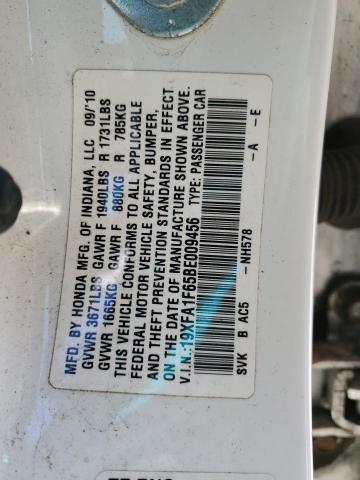 MFD. BY HONDA MFG. OF INDIANA, LLC 09/'10
GVWR 3671LBS GAWR F 1940LBS R 1731LBS
GVWR 1665KG GAWR F 880KG R 785KG
THIS VEHICLE CONFORMS TO ALL APPLICABLE
FEDERAL MOTOR VEHICLE SAFETY, BUMPER,
AND THEFT PREVENTION STANDARDS IN EFFECT
ON THE DATE OF MANUFACTURE SHOWN ABOVE.
V.I.N.:19XFA1F65BE009456 TYPE: PASSENGER CAR
SVK B AC5 -NH578 -A -E